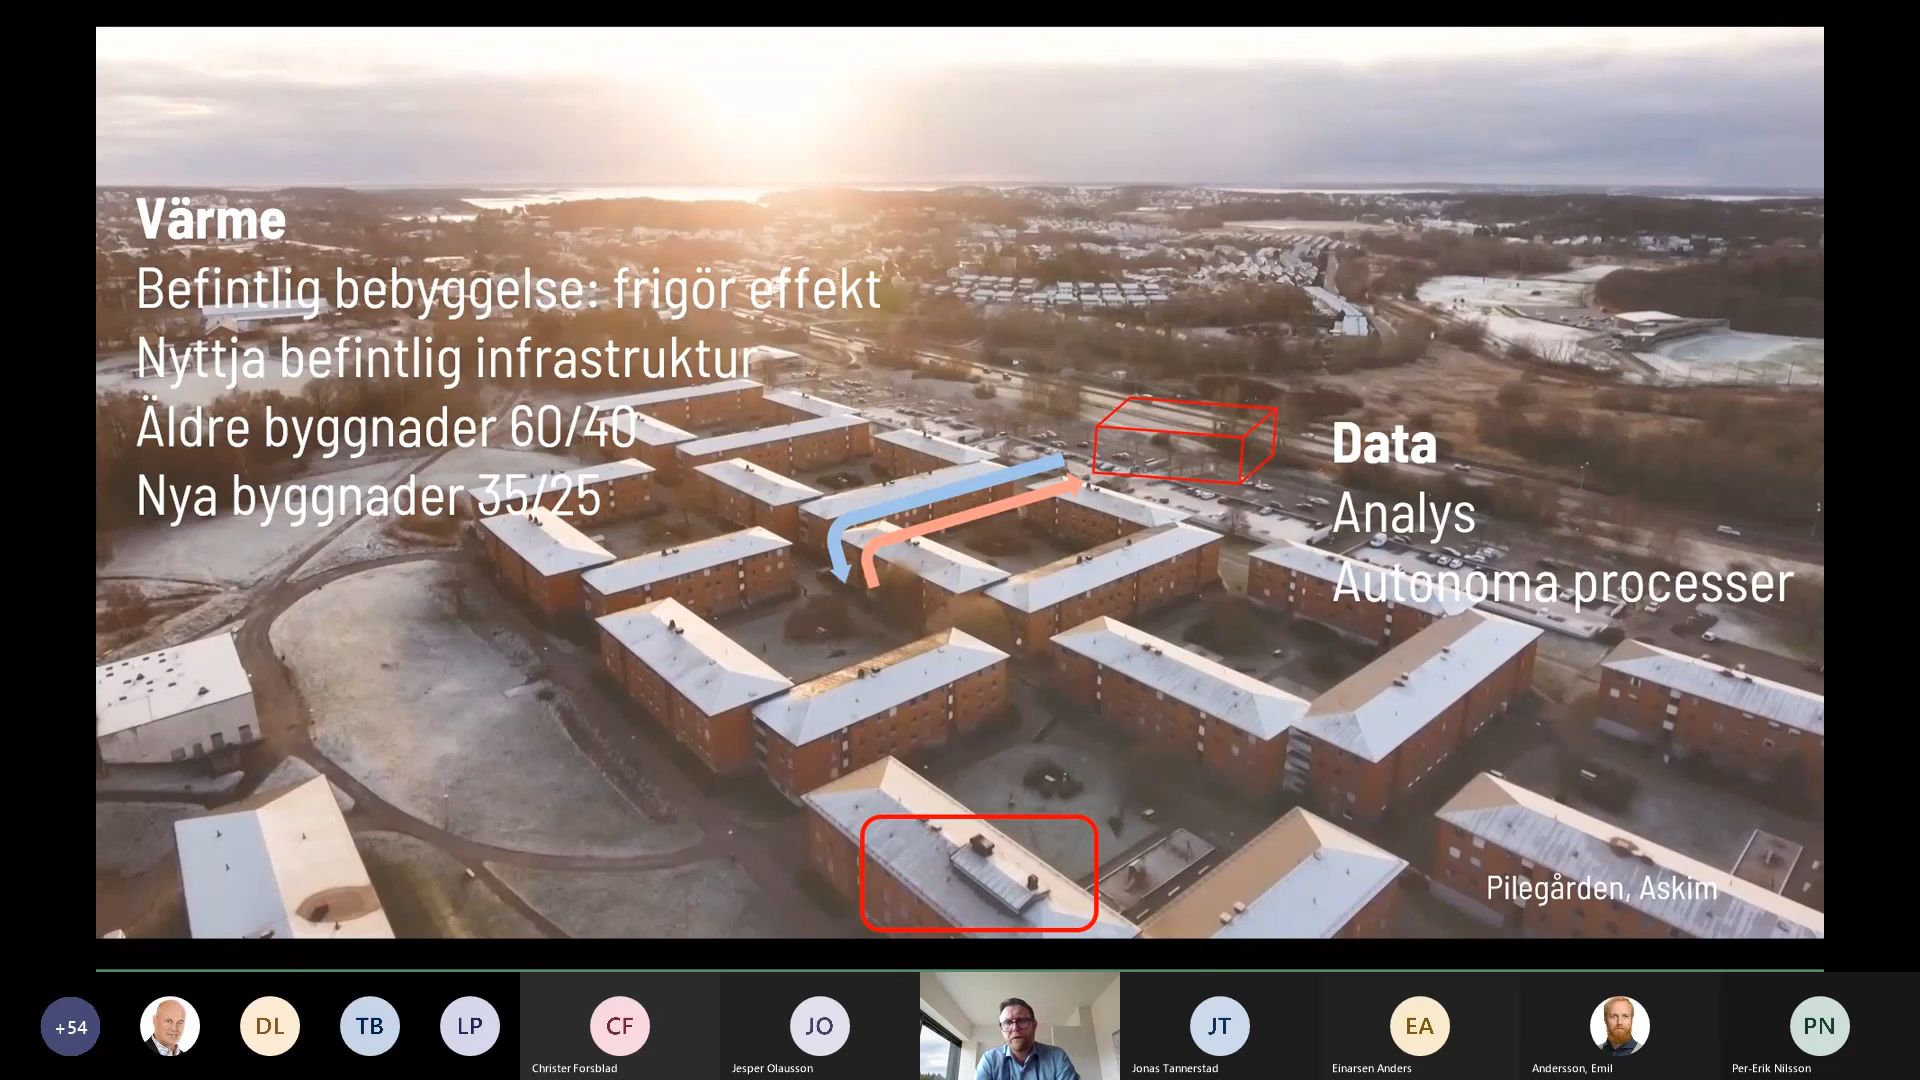 Värme
Befintlig bebyggelse: frigör effekt
Nyttja befintlig infrastruktur
Äldre byggnader 60/40
Nya byggnader 35/25
Data
Analys
Autonoma processer
Pilegården, Askim
+54
DL
TB
LP
CF
JO
JT
EA
PN
Christer Forsblad
Jesper Olausson
Jonas Tannerstad
Einarsen Anders
Andersson, Emil
Per-Erik Nilsson